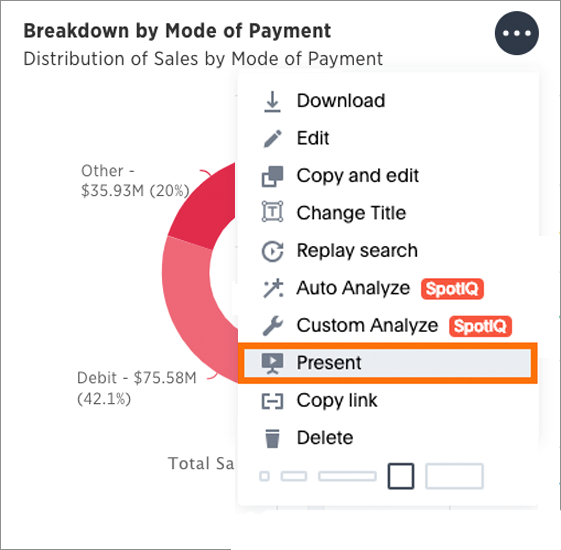 Breakdown by Mode of Payment
Distribution of Sales by Mode of Payment
Download
Edit
Copy and edit
Change Title
Replay search
Auto Analyze SpotIQ
Custom Analyze SpotIQ
Present
Copy link
Delete
Other -
$35.93M (20%)
Debit - $75.58M
(42.1%)
Total Sa